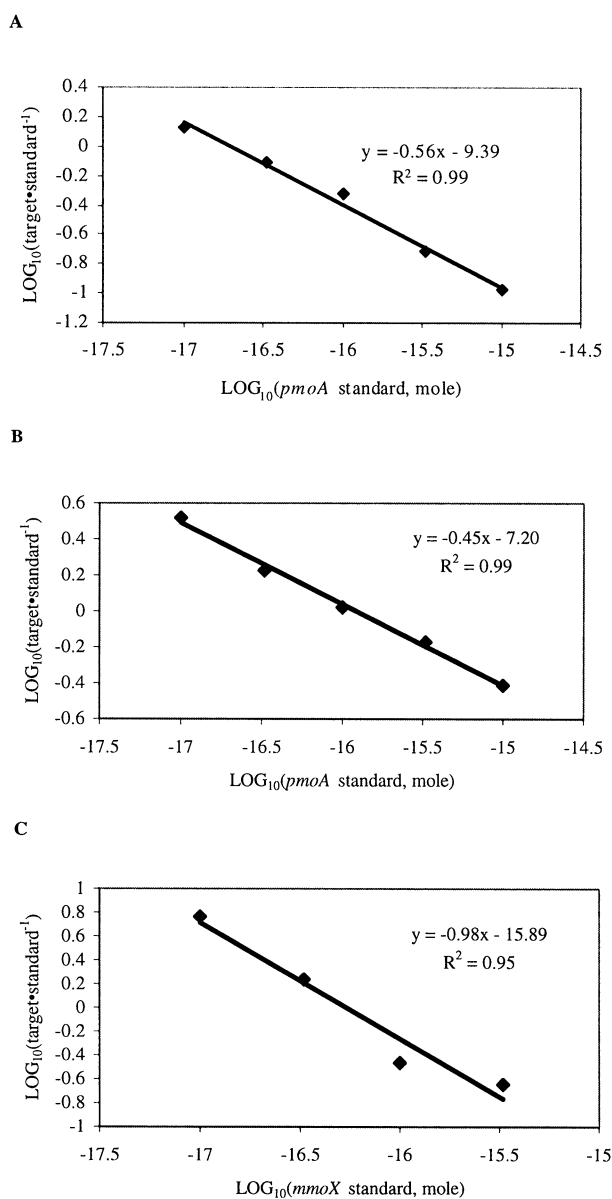 A
LOG₁₀(target•standard⁻¹)
0.4
0.2
0
-0.2
-0.4
-0.6
-0.8
-1
-1.2
y = -0.56x - 9.39
R² = 0.99
-17.5 -17 -16.5 -16 -15.5 -15 -14.5
LOG₁₀(pmoA standard, mole)
B
LOG₁₀(target•standard⁻¹)
0.6
0.4
0.2
0
-0.2
-0.4
-0.6
y = -0.45x - 7.20
R² = 0.99
-17.5 -17 -16.5 -16 -15.5 -15 -14.5
LOG₁₀(pmoA standard, mole)
C
LOG₁₀(target•standard⁻¹)
1
0.8
0.6
0.4
0.2
0
-0.2
-0.4
-0.6
-0.8
-1
y = -0.98x - 15.89
R² = 0.95
-17.5 -17 -16.5 -16 -15.5 -15
LOG₁₀(mmoX standard, mole)